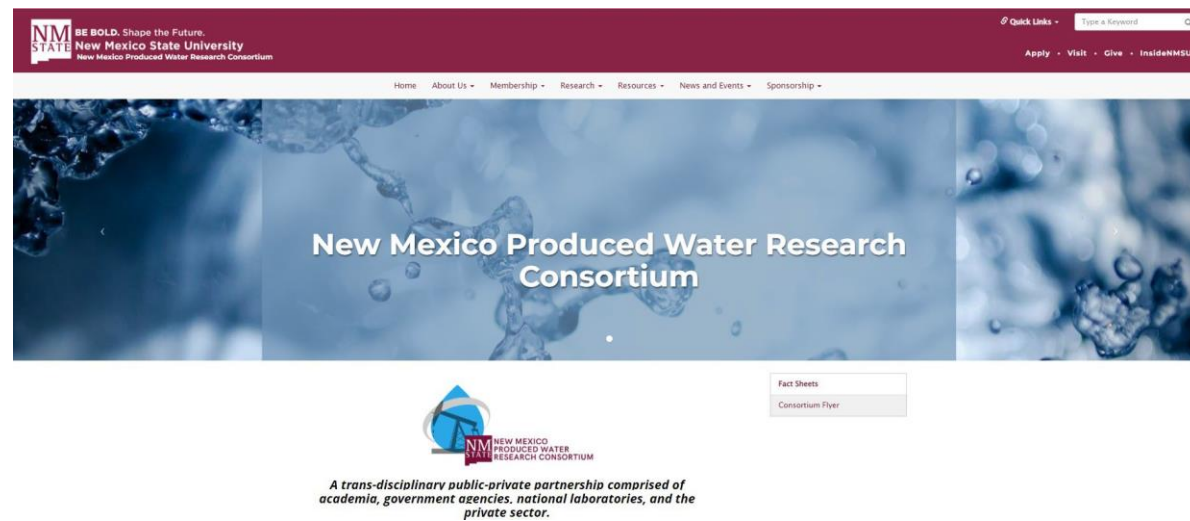 NM
STATE
BE BOLD. Shape the Future.
New Mexico State University
New Mexico Produced Water Research Consortium
Quick Links
Type a Keyword
Apply • Visit • Give • InsideNMSU
Home About Us Membership Research Resources News and Events Sponsorship
New Mexico Produced Water Research
Consortium
Fact Sheets
Consortium Flyer
NM
STATE
NEW MEXICO
PRODUCED WATER
RESEARCH CONSORTIUM
A trans-disciplinary public-private partnership comprised of
academia, government agencies, national laboratories, and the
private sector.